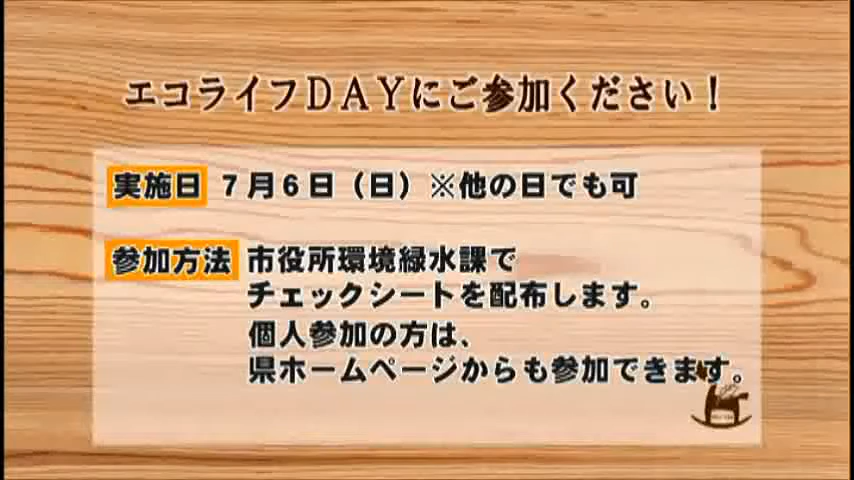 エコライフＤＡＹにご参加ください！
実施日 ７月６日（日）※他の日でも可
参加方法 市役所環境緑水課で
チェックシートを配布します。
個人参加の方は、
県ホームページからも参加できます。